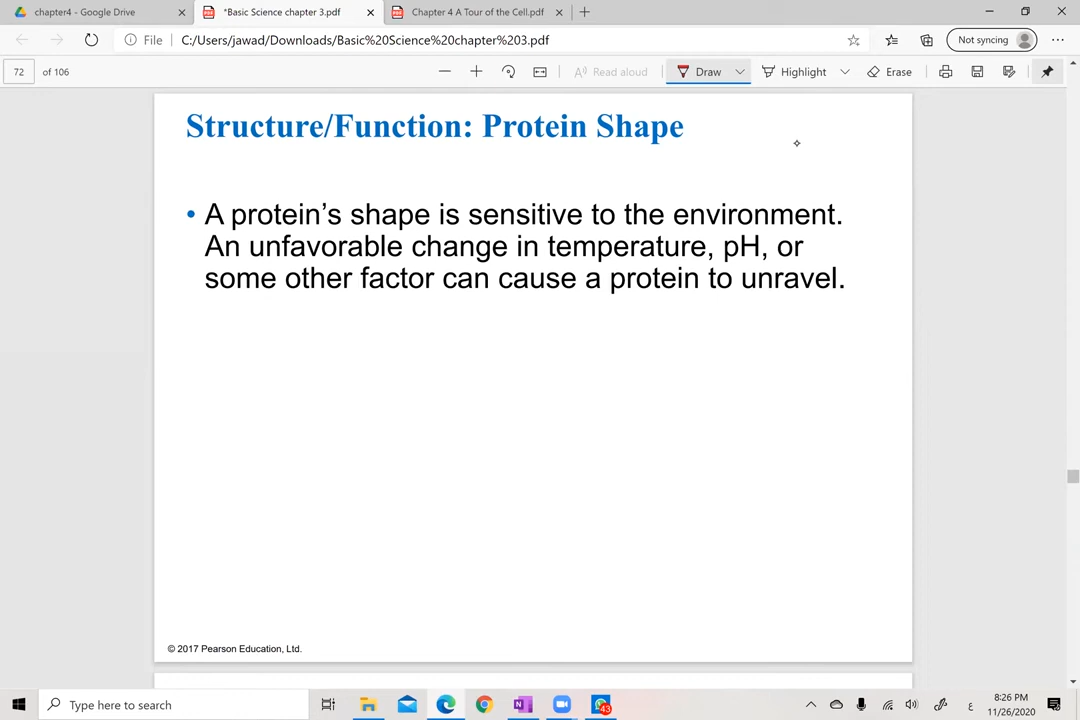 chapter4 - Google Drive
*Basic Science chapter 3.pdf
Chapter 4 A Tour of the Cell.pdf
File
C:/Users/jawad/Downloads/Basic%20Science%20chapter%203.pdf
Not syncing
72
of 106
Read aloud
Draw
Highlight
Erase
Structure/Function: Protein Shape
• A protein’s shape is sensitive to the environment.
An unfavorable change in temperature, pH, or
some other factor can cause a protein to unravel.
© 2017 Pearson Education, Ltd.
Type here to search
43
ع
8:26 PM
11/26/2020